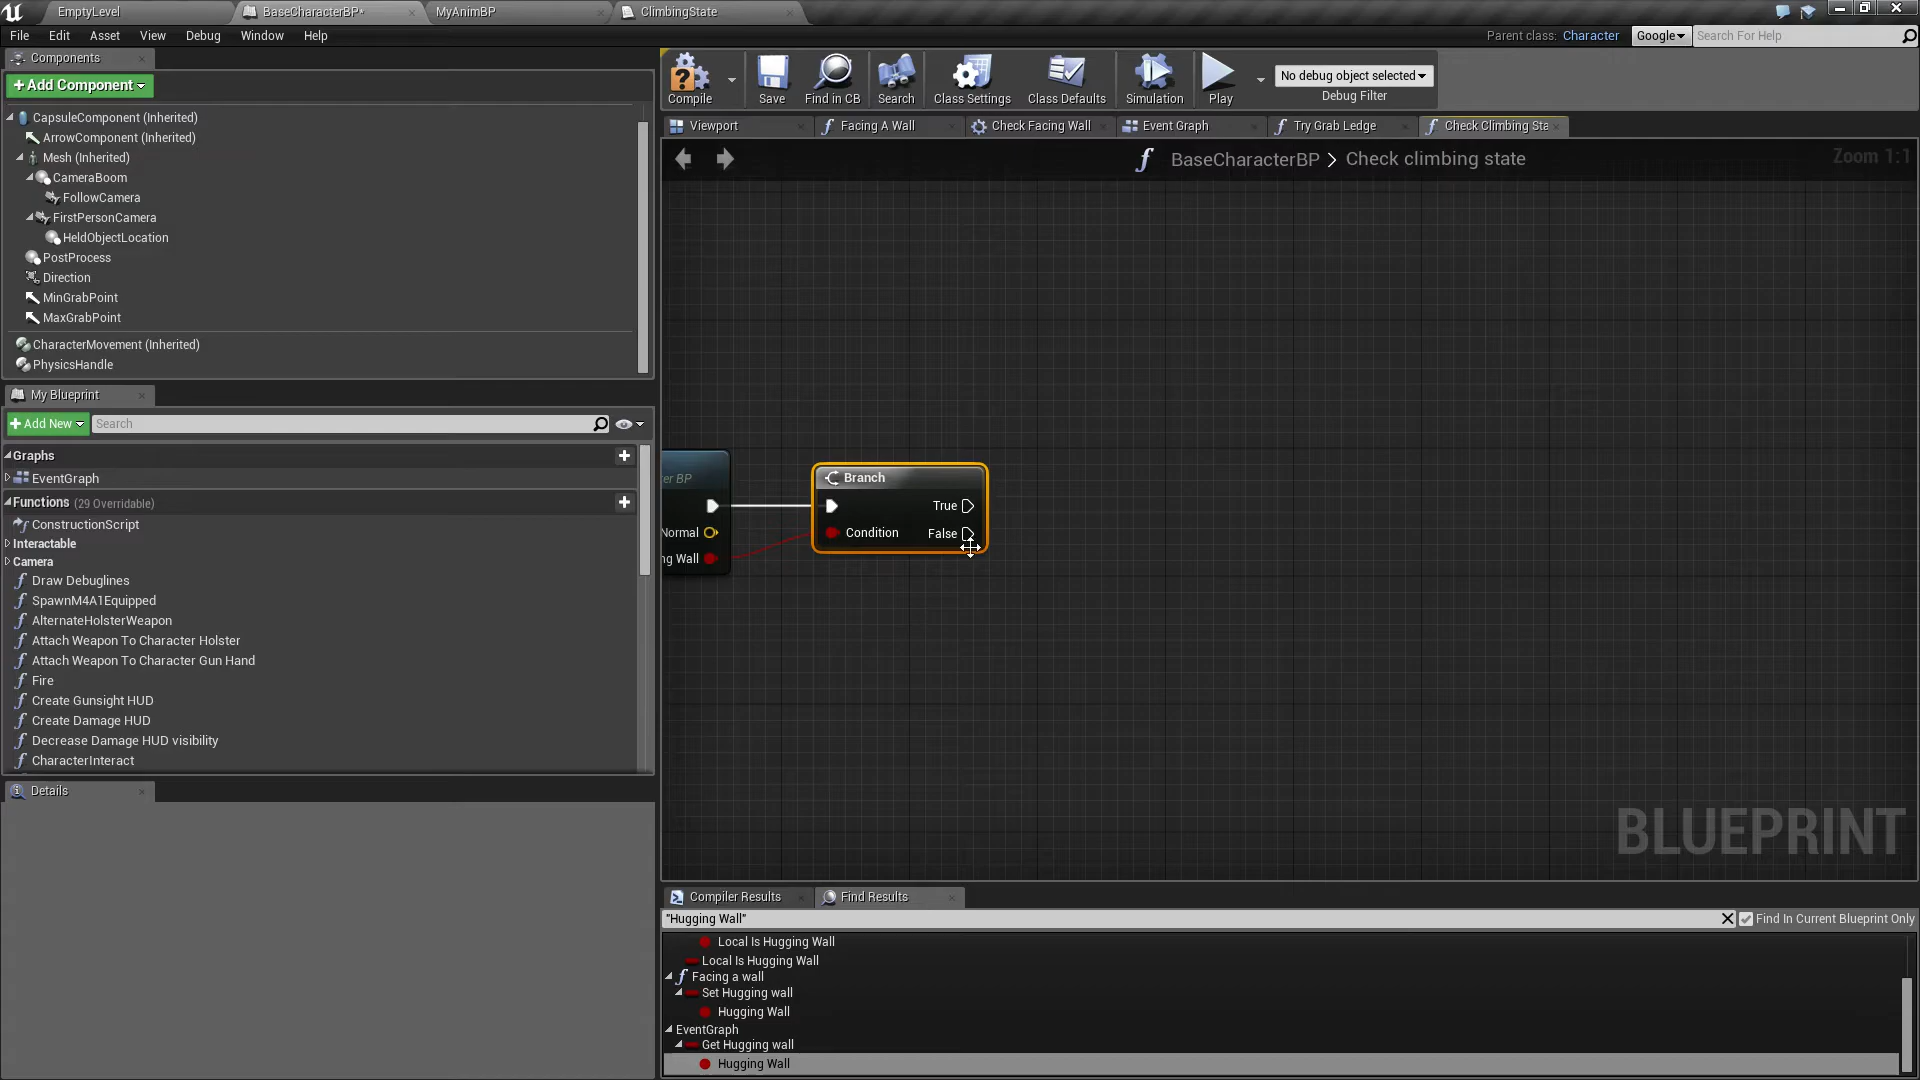 EmptyLevel
BaseCharacterBP*
MyAnimBP
ClimbingState
File Edit Asset View Debug Window Help
Parent class: Character
Google
Search For Help
Components
Add Component
CapsuleComponent (Inherited)
ArrowComponent (Inherited)
Mesh (Inherited)
CameraBoom
FollowCamera
FirstPersonCamera
HeldObjectLocation
PostProcess
Direction
MinGrabPoint
MaxGrabPoint
CharacterMovement (Inherited)
PhysicsHandle
My Blueprint
Add New
Search
Graphs
EventGraph
Functions (29 Overridable)
ConstructionScript
Interactable
Camera
Draw Debuglines
SpawnM4A1Equipped
AlternateHolsterWeapon
Attach Weapon To Character Holster
Attach Weapon To Character Gun Hand
Fire
Create Gunsight HUD
Create Damage HUD
Decrease Damage HUD visibility
CharacterInteract
Details
Compile
Save
Find in CB
Search
Class Settings
Class Defaults
Simulation
Play
No debug object selected
Debug Filter
Viewport
Facing A Wall
Check Facing Wall
Event Graph
Try Grab Ledge
Check Climbing Sta
BaseCharacterBP > Check climbing state
Zoom 1:1
er BP
Normal
ng Wall
Branch
True
Condition
False
BLUEPRINT
Compiler Results
Find Results
"Hugging Wall"
Find In Current Blueprint Only
Local Is Hugging Wall
Local Is Hugging Wall
Facing a wall
Set Hugging wall
Hugging Wall
EventGraph
Get Hugging wall
Hugging Wall